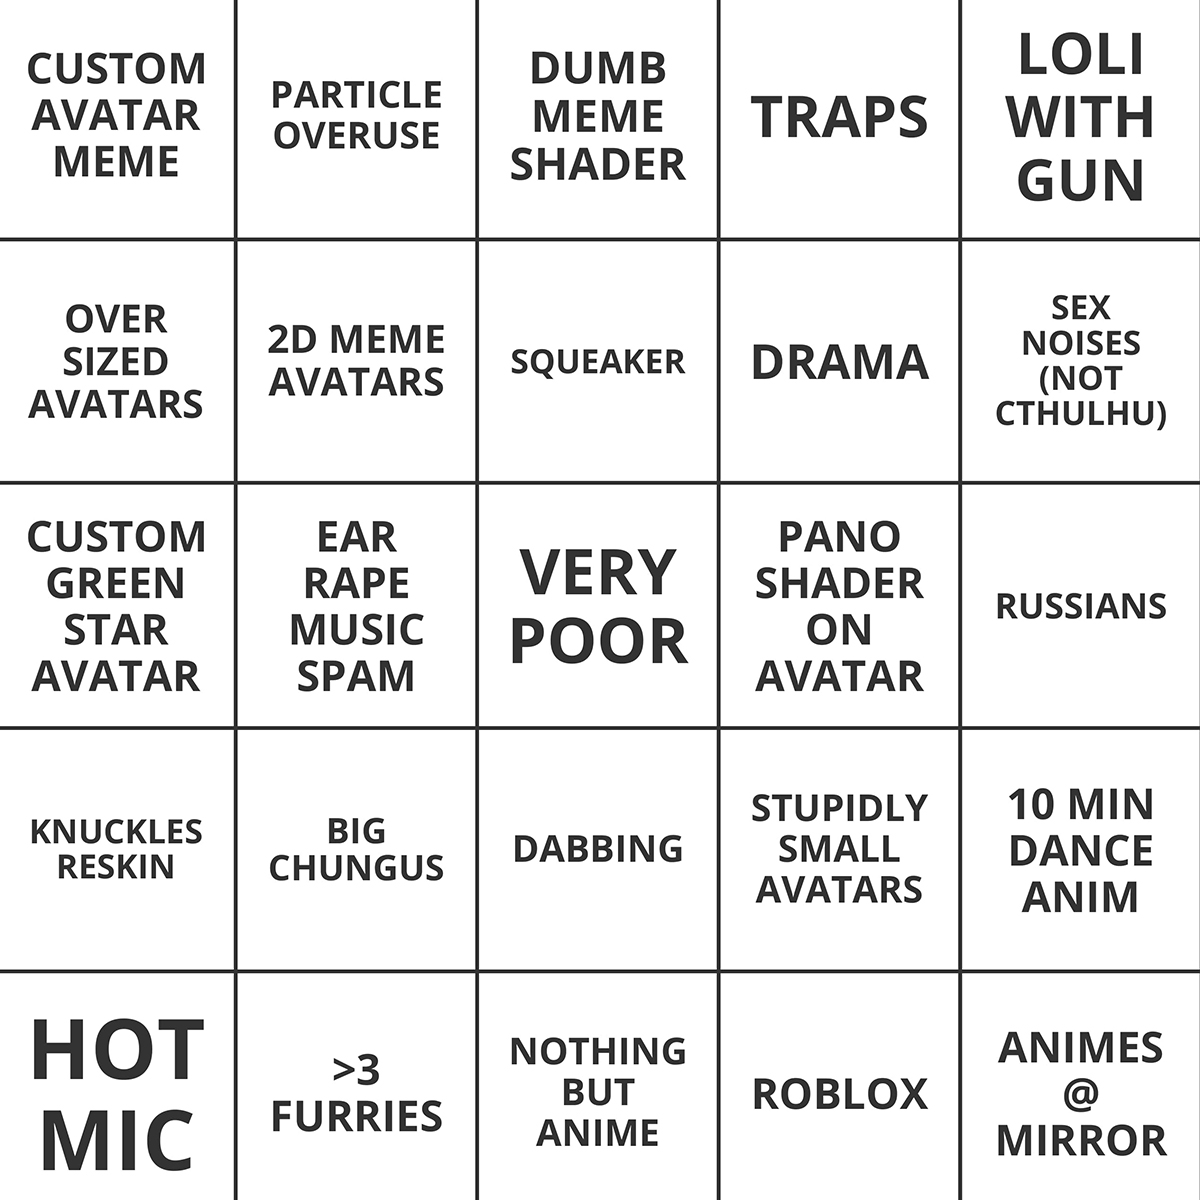 CUSTOM
AVATAR
MEME
PARTICLE
OVERUSE
DUMB
MEME
SHADER
TRAPS
LOLI
WITH
GUN
OVER
SIZED
AVATARS
2D MEME
AVATARS
SQUEAKER
DRAMA
SEX
NOISES
(NOT
CTHULHU)
CUSTOM
GREEN
STAR
AVATAR
EAR
RAPE
MUSIC
SPAM
VERY
POOR
PANO
SHADER
ON
AVATAR
RUSSIANS
KNUCKLES
RESKIN
BIG
CHUNGUS
DABBING
STUPIDLY
SMALL
AVATARS
10 MIN
DANCE
ANIM
HOT
MIC
>3
FURRIES
NOTHING
BUT
ANIME
ROBLOX
ANIMES
@
MIRROR